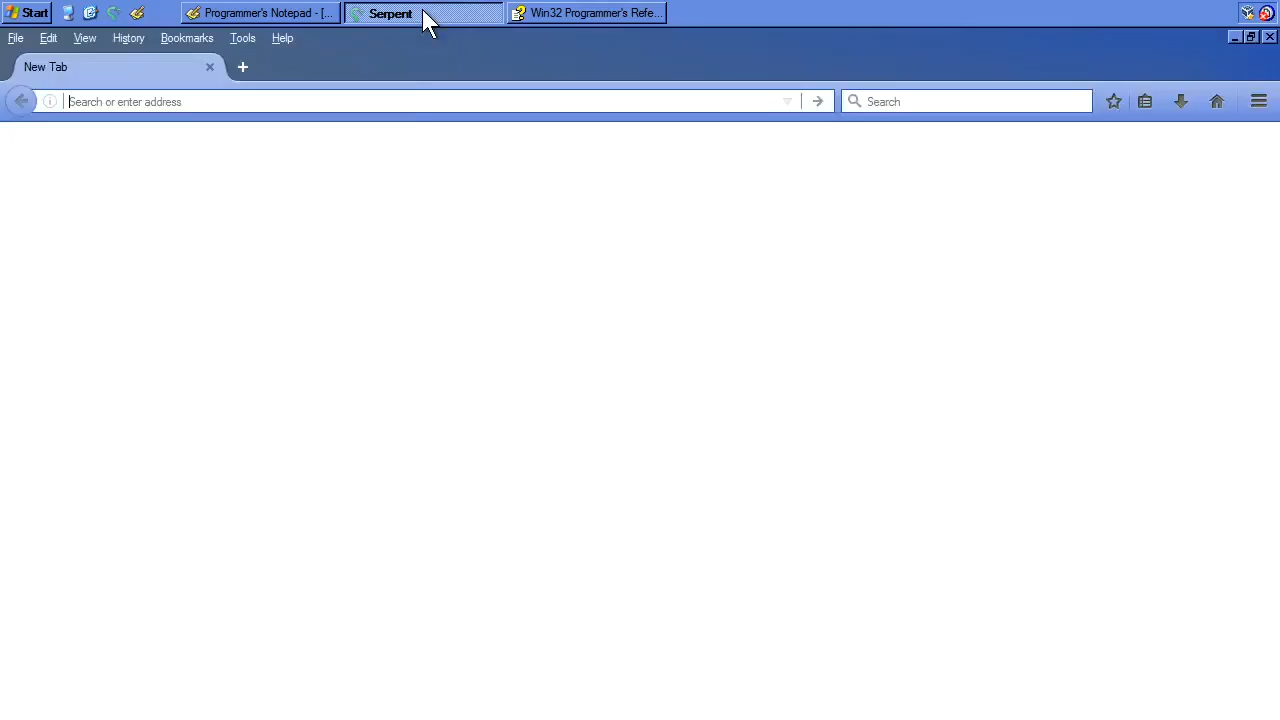 Start Programmer's Notepad - [... Serpent Win32 Programmer's Refe...
File Edit View History Bookmarks Tools Help
New Tab
Search or enter address Search